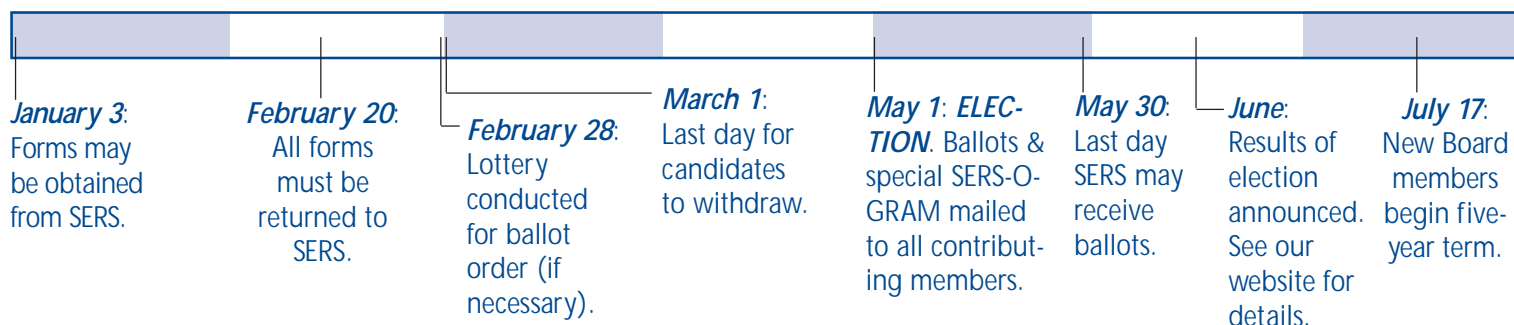 January 3:
Forms may
be obtained
from SERS.
February 20:
All forms
must be
returned to
SERS.
February 28:
Lottery
conducted
for ballot
order (if
necessary).
March 1:
Last day for
candidates
to withdraw.
May 1: ELEC-
TION. Ballots &
special SERS-O-
GRAM mailed
to all contribut-
ing members.
May 30:
Last day
SERS may
receive
ballots.
June:
Results of
election
announced.
See our
website for
details.
July 17:
New Board
members
begin five-
year term.